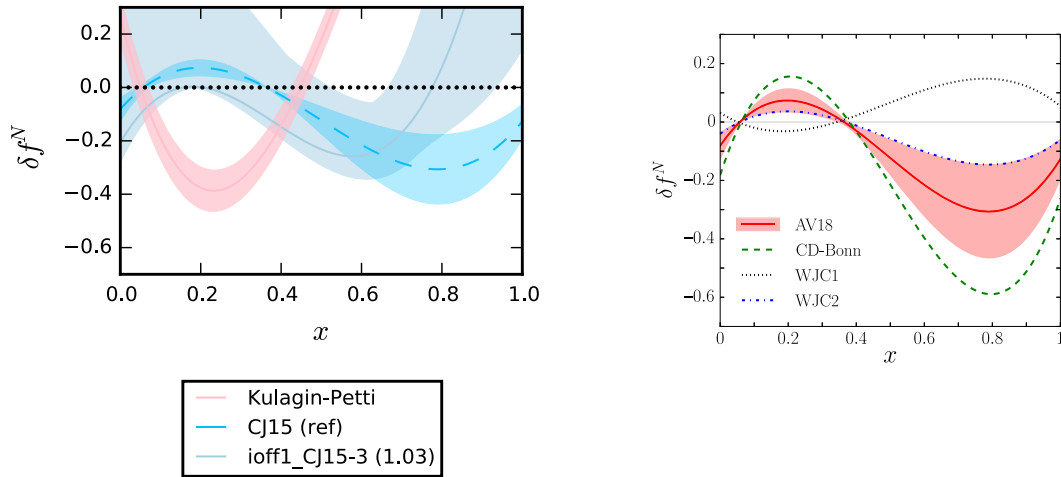 0.2
0.0
−0.2
−0.4
−0.6
δf^N
0.0 0.2 0.4 0.6 0.8 1.0
x
Kulagin-Petti
CJ15 (ref)
ioff1_CJ15-3 (1.03)
0.2
0
−0.2
−0.4
−0.6
δf^N
AV18
CD-Bonn
WJC1
WJC2
0 0.2 0.4 0.6 0.8 1
x